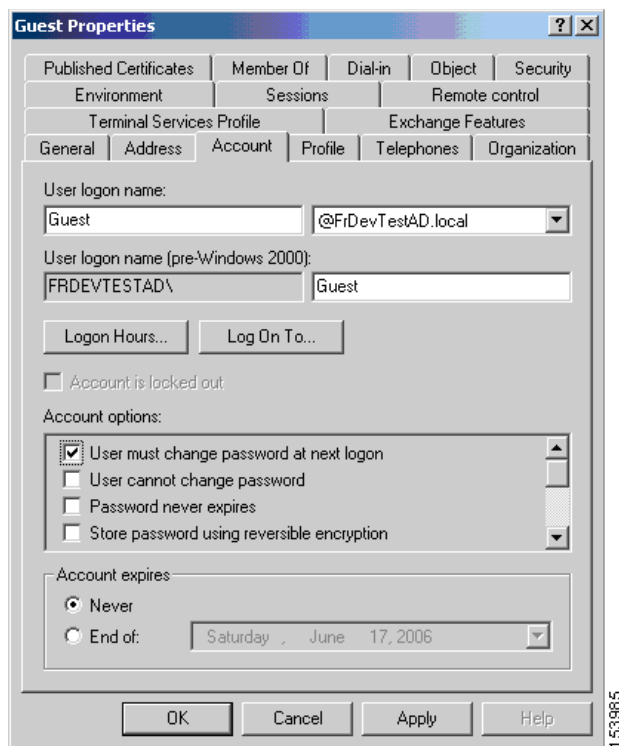 Guest Properties
Published Certificates Member Of Dial-in Object Security
Environment Sessions Remote control
Terminal Services Profile Exchange Features
General Address Account Profile Telephones Organization
User logon name:
Guest @FrDevTestAD.local
User logon name (pre-Windows 2000):
FRDEVTESTAD\ Guest
Logon Hours... Log On To...
Account is locked out
Account options:
User must change password at next logon
User cannot change password
Password never expires
Store password using reversible encryption
Account expires
Never
End of: Saturday , June 17, 2006
OK Cancel Apply Help
153985